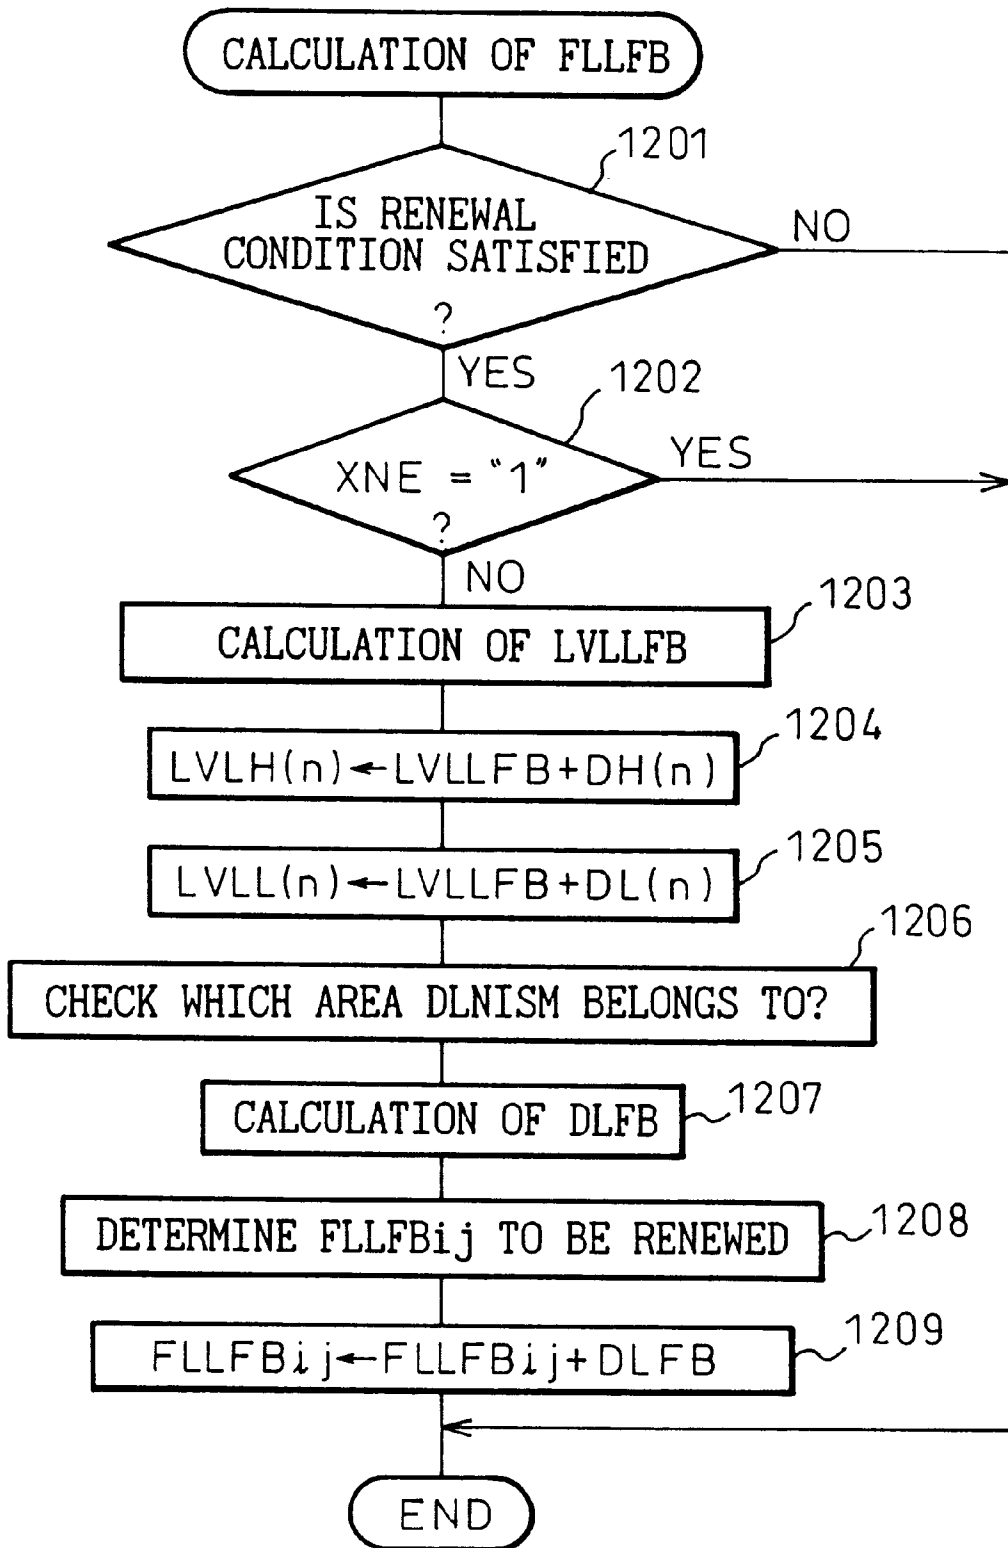 CALCULATION OF FLLFB
1201
IS RENEWAL
CONDITION SATISFIED
?
NO
YES
1202
XNE = "1"
?
YES
NO
1203
CALCULATION OF LVLLFB
1204
LVLH(n)←LVLLFB+DH(n)
1205
LVLL(n)←LVLLFB+DL(n)
1206
CHECK WHICH AREA DLNISM BELONGS TO?
CALCULATION OF DLFB
1207
DETERMINE FLLFBij TO BE RENEWED
1208
FLLFBij←FLLFBij+DLFB
1209
END